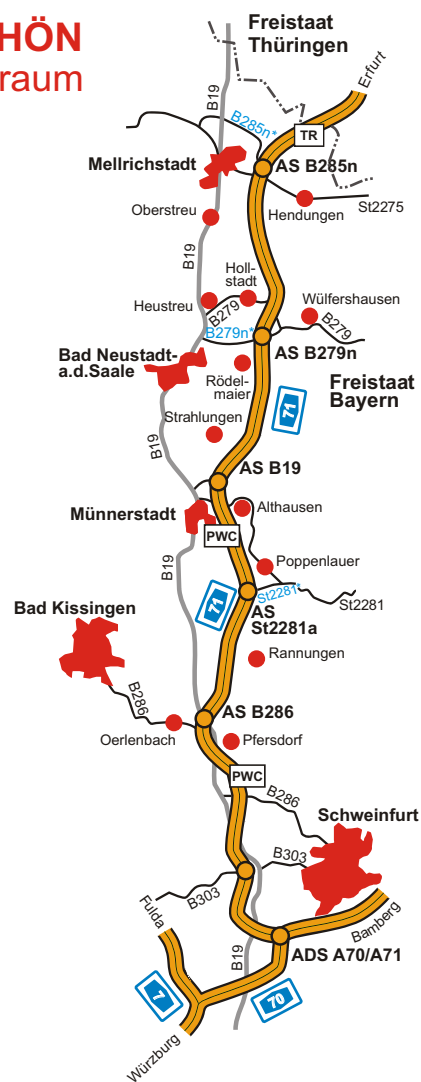 HÖN
raum
Freistaat
Thüringen
Erfurt
B19
B285n*
TR
Mellrichstadt
AS B285n
Oberstreu
Hendungen
St2275
B19
Holl-
stadt
Heustreu
B279
Wülfershausen
B279
B279n*
AS B279n
Bad Neustadt-
a.d.Saale
Rödel-
maier
Freistaat
Bayern
71
Strahlungen
B19
AS B19
Münnerstadt
Althausen
PWC
B19
Poppenlauer
St2281*
St2281
71
AS
St2281a
Bad Kissingen
Rannungen
B286
AS B286
Oerlenbach
Pfersdorf
PWC
B286
Schweinfurt
B303
B303
Fulda
Bamberg
B19
ADS A70/A71
7
70
Würzburg